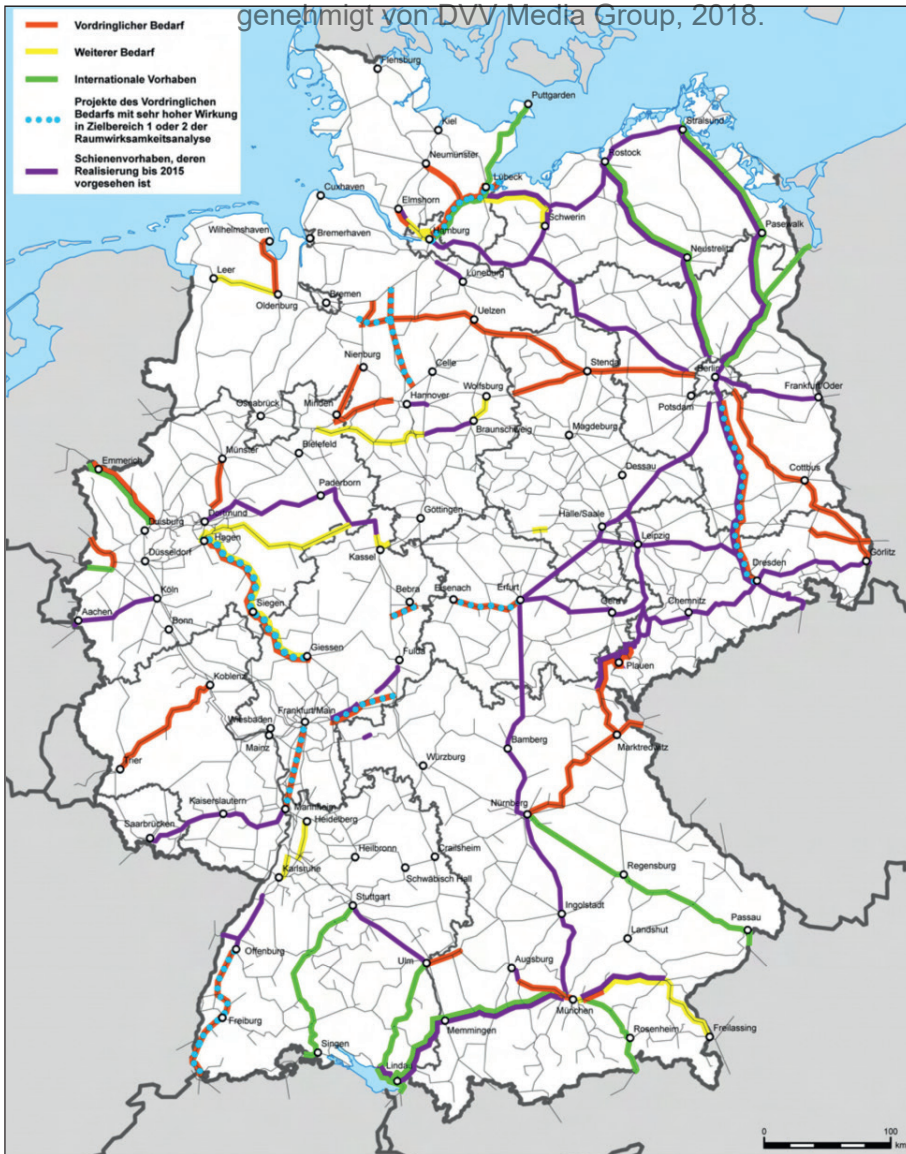 genehmigt von DVV Media Group, 2018.
Vordringlicher Bedarf
Weiterer Bedarf
Internationale Vorhaben
Projekte des Vordringlichen
Bedarfs mit sehr hoher Wirkung
in Zielbereich 1 oder 2 der
Raumwirksamkeitsanalyse
Schienenvorhaben, deren
Realisierung bis 2015
vorgesehen ist
Flensburg
Puttgarden
Kiel
Stralsund
Neumünster
Rostock
Lübeck
Cuxhaven
Elmshorn
Schwerin
Wilhelmshaven
Bremerhaven
Hamburg
Pasewalk
Neustrelitz
Leer
Lüneburg
Oldenburg
Bremen
Uelzen
Nienburg
Celle
Stendal
Berlin
Wolfsburg
Potsdam
Frankfurt/Oder
Hannover
Osnabrück
Minden
Braunschweig
Magdeburg
Bielefeld
Münster
Emmerich
Paderborn
Dessau
Cottbus
Dortmund
Göttingen
Halle/Saale
Duisburg
Hagen
Leipzig
Kassel
Düsseldorf
Görlitz
Dresden
Köln
Bebra
Eisenach
Erfurt
Gera
Chemnitz
Siegen
Aachen
Bonn
Giessen
Fulda
Plauen
Koblenz
Wiesbaden
Frankfurt/Main
Mainz
Marktredwitz
Bamberg
Würzburg
Trier
Kaiserslautern
Mannheim
Nürnberg
Heidelberg
Saarbrücken
Heilbronn
Crailsheim
Schwäbisch Hall
Karlsruhe
Regensburg
Stuttgart
Ingolstadt
Passau
Landshut
Offenburg
Ulm
Augsburg
München
Freiburg
Memmingen
Rosenheim
Freilassing
Singen
Lindau
0 100
km